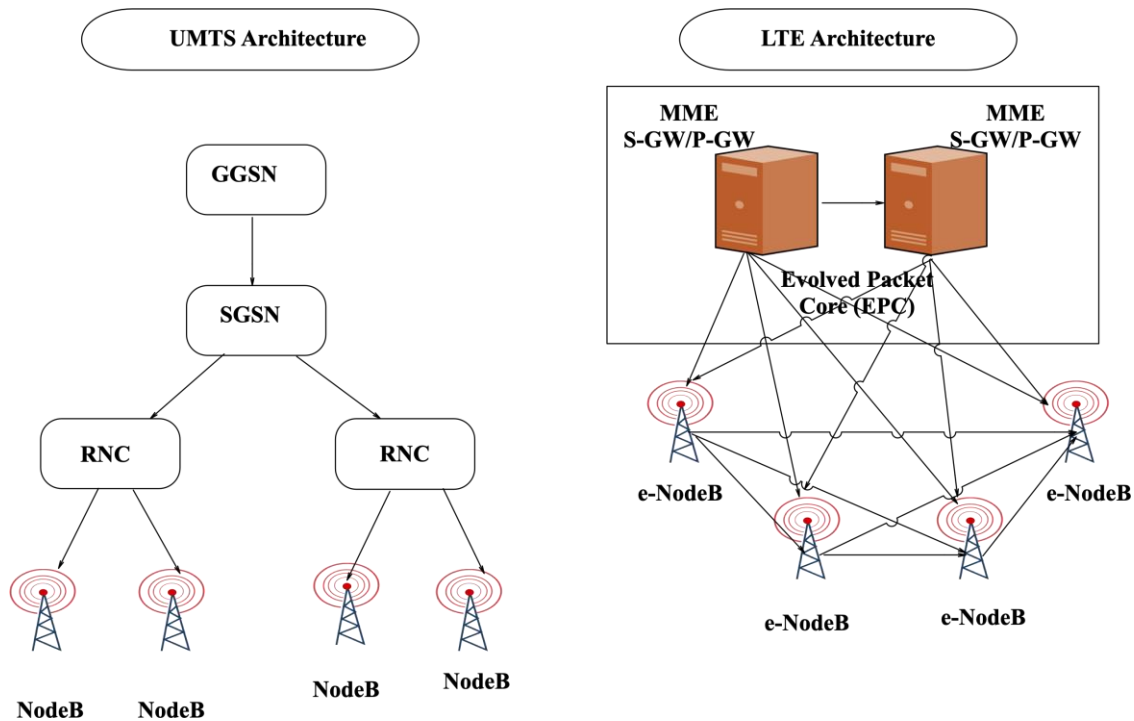 UMTS Architecture
GGSN
SGSN
RNC
RNC
NodeB
NodeB
NodeB
NodeB
LTE Architecture
MME
S-GW/P-GW
MME
S-GW/P-GW
Evolved Packet
Core (EPC)
e-NodeB
e-NodeB
e-NodeB
e-NodeB